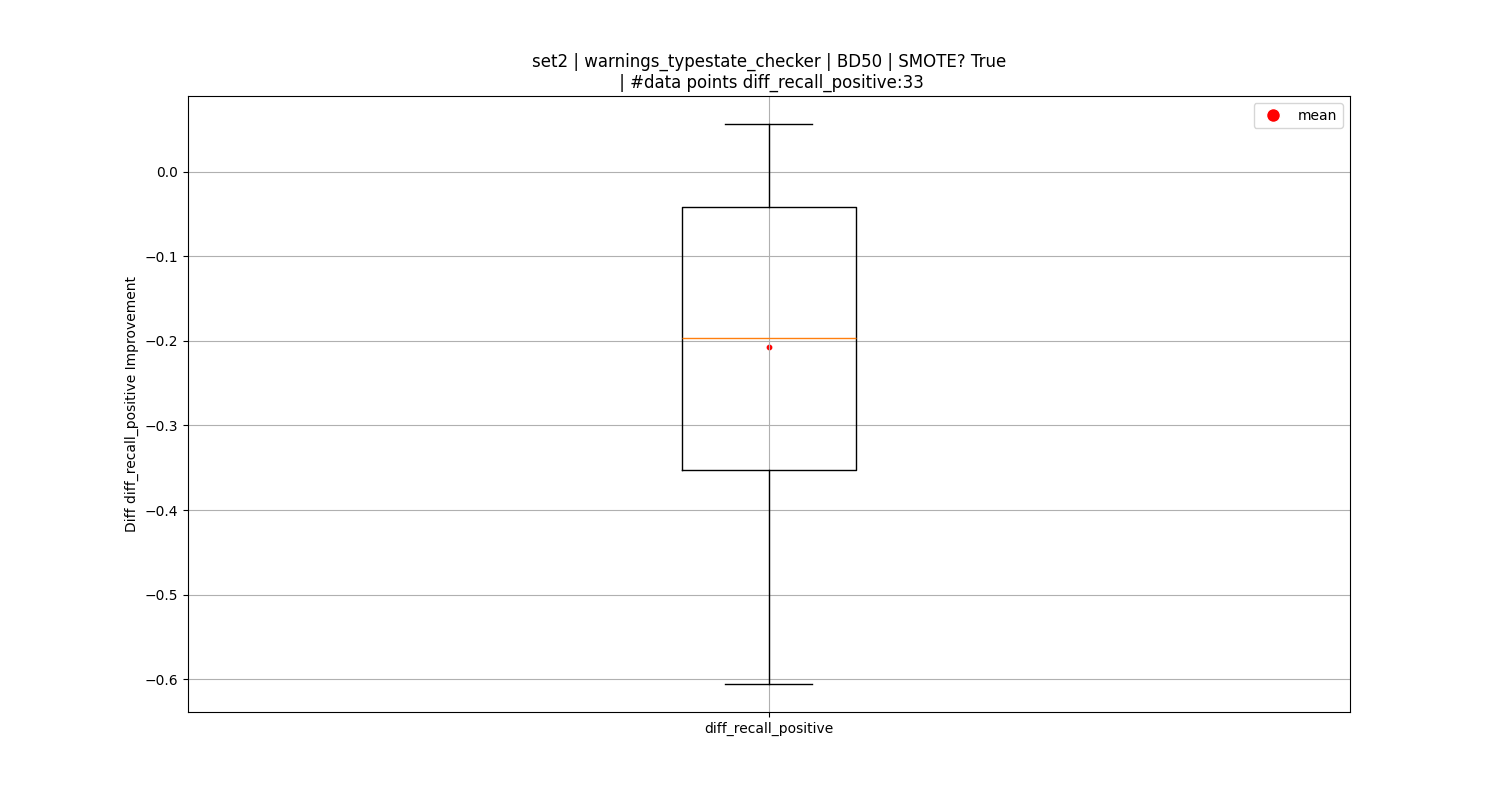 set2 | warnings_typestate_checker | BD50 | SMOTE? True
| #data points diff_recall_positive:33
mean
0.0
−0.1
−0.2
−0.3
−0.4
−0.5
−0.6
Diff diff_recall_positive Improvement
diff_recall_positive